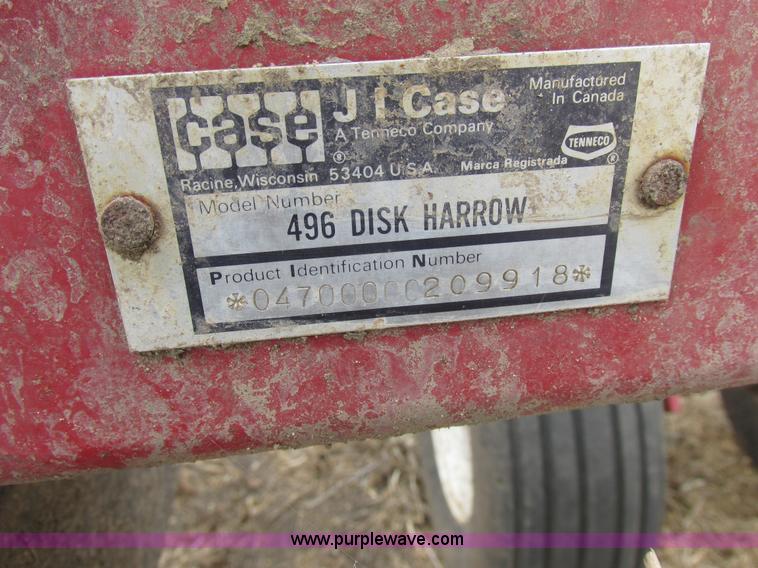 case
J I Case
A Tenneco Company
Manufactured
In Canada
TENNECO
®
®
Racine, Wisconsin 53404 U.S.A.
Marca Registrada
Model Number
496 DISK HARROW
Product Identification Number
www.purplewave.com